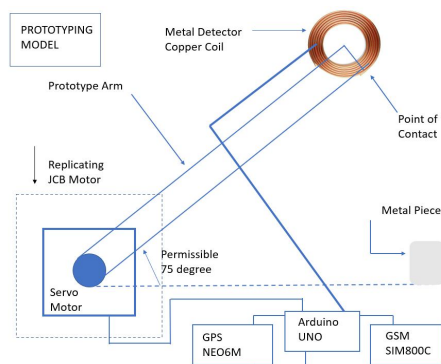 PROTOTYPING
MODEL
Metal Detector
Copper Coil
Prototype Arm
Point of
Contact
Replicating
JCB Motor
Metal Piece
Permissible
75 degree
Servo
Motor
Arduino
UNO
GPS
NEO6M
GSM
SIM800C